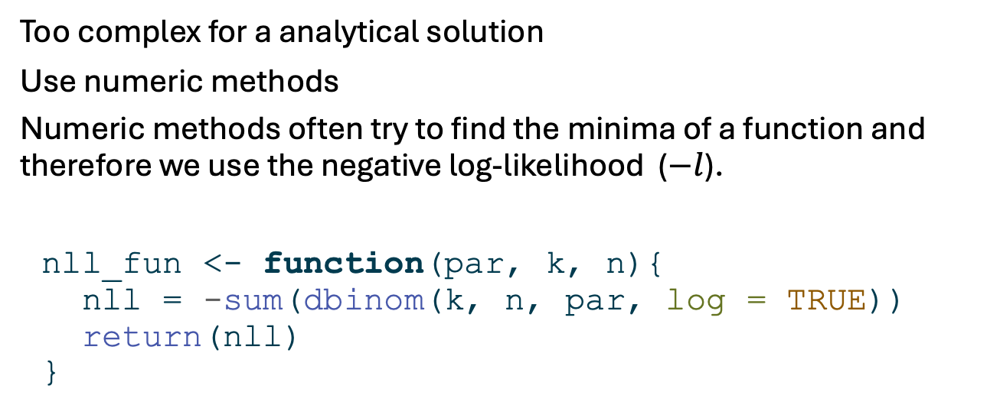 Too complex for a analytical solution
Use numeric methods
Numeric methods often try to find the minima of a function and
therefore we use the negative log-likelihood (−l).
nll_fun <- function(par, k, n){
  nll = -sum(dbinom(k, n, par, log = TRUE))
  return(nll)
}